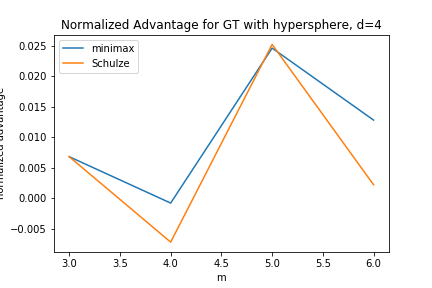 Normalized Advantage for GT with hypersphere, d=4
minimax
Schulze
0.025
0.020
0.015
0.010
0.005
0.000
−0.005
normalized advantage
3.0 3.5 4.0 4.5 5.0 5.5 6.0
m